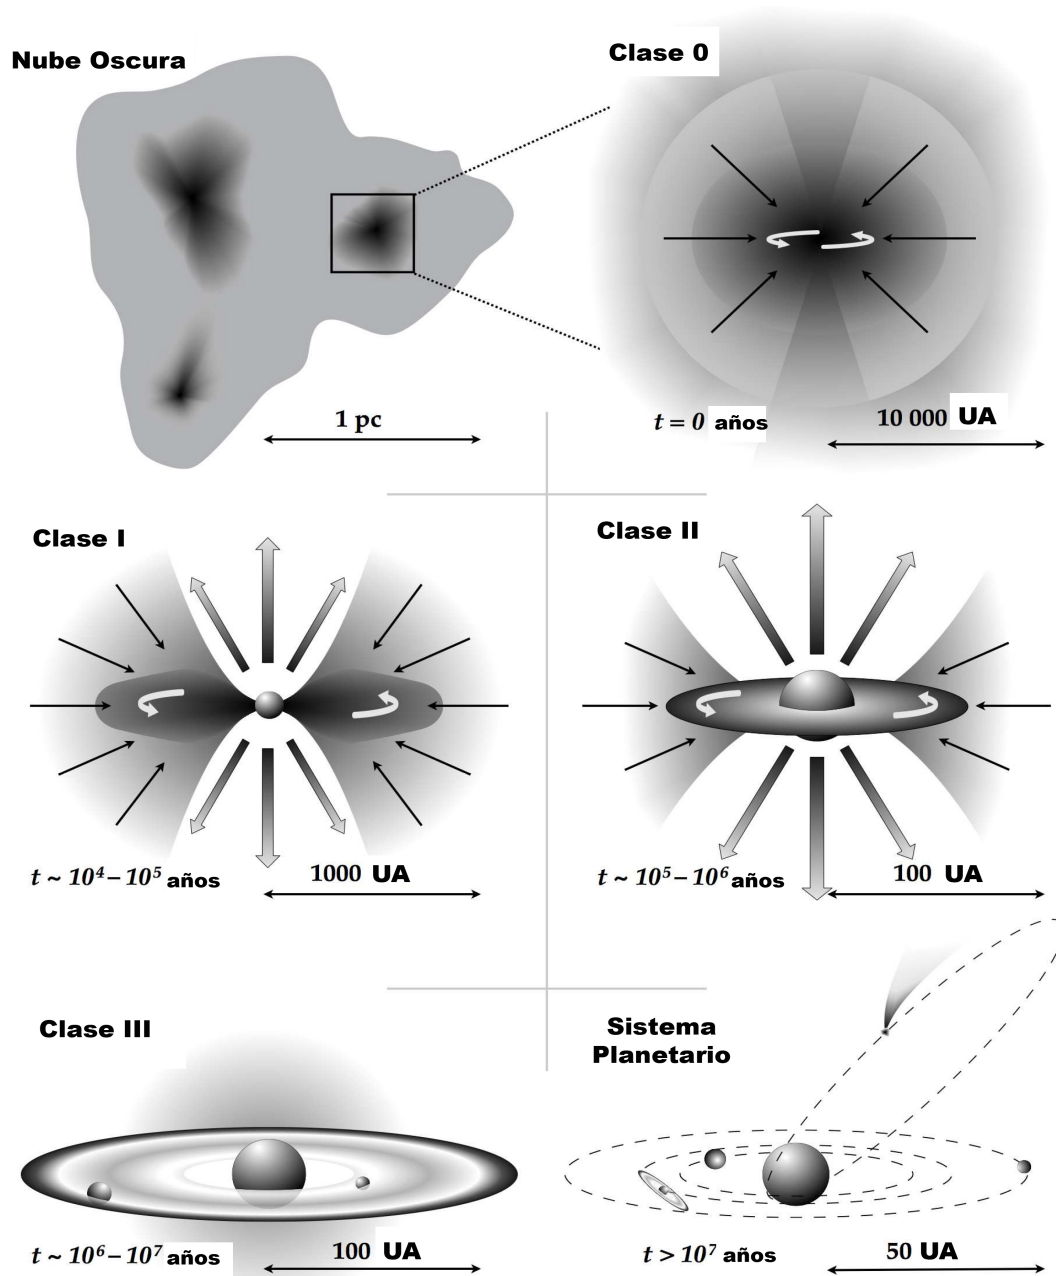 Nube Oscura
1 pc
Clase 0
t = 0 años
10 000 UA
Clase I
t ~ 10⁴ – 10⁵ años
1000 UA
Clase II
t ~ 10⁵ – 10⁶ años
100 UA
Clase III
t ~ 10⁶ – 10⁷ años
100 UA
Sistema
Planetario
t > 10⁷ años
50 UA